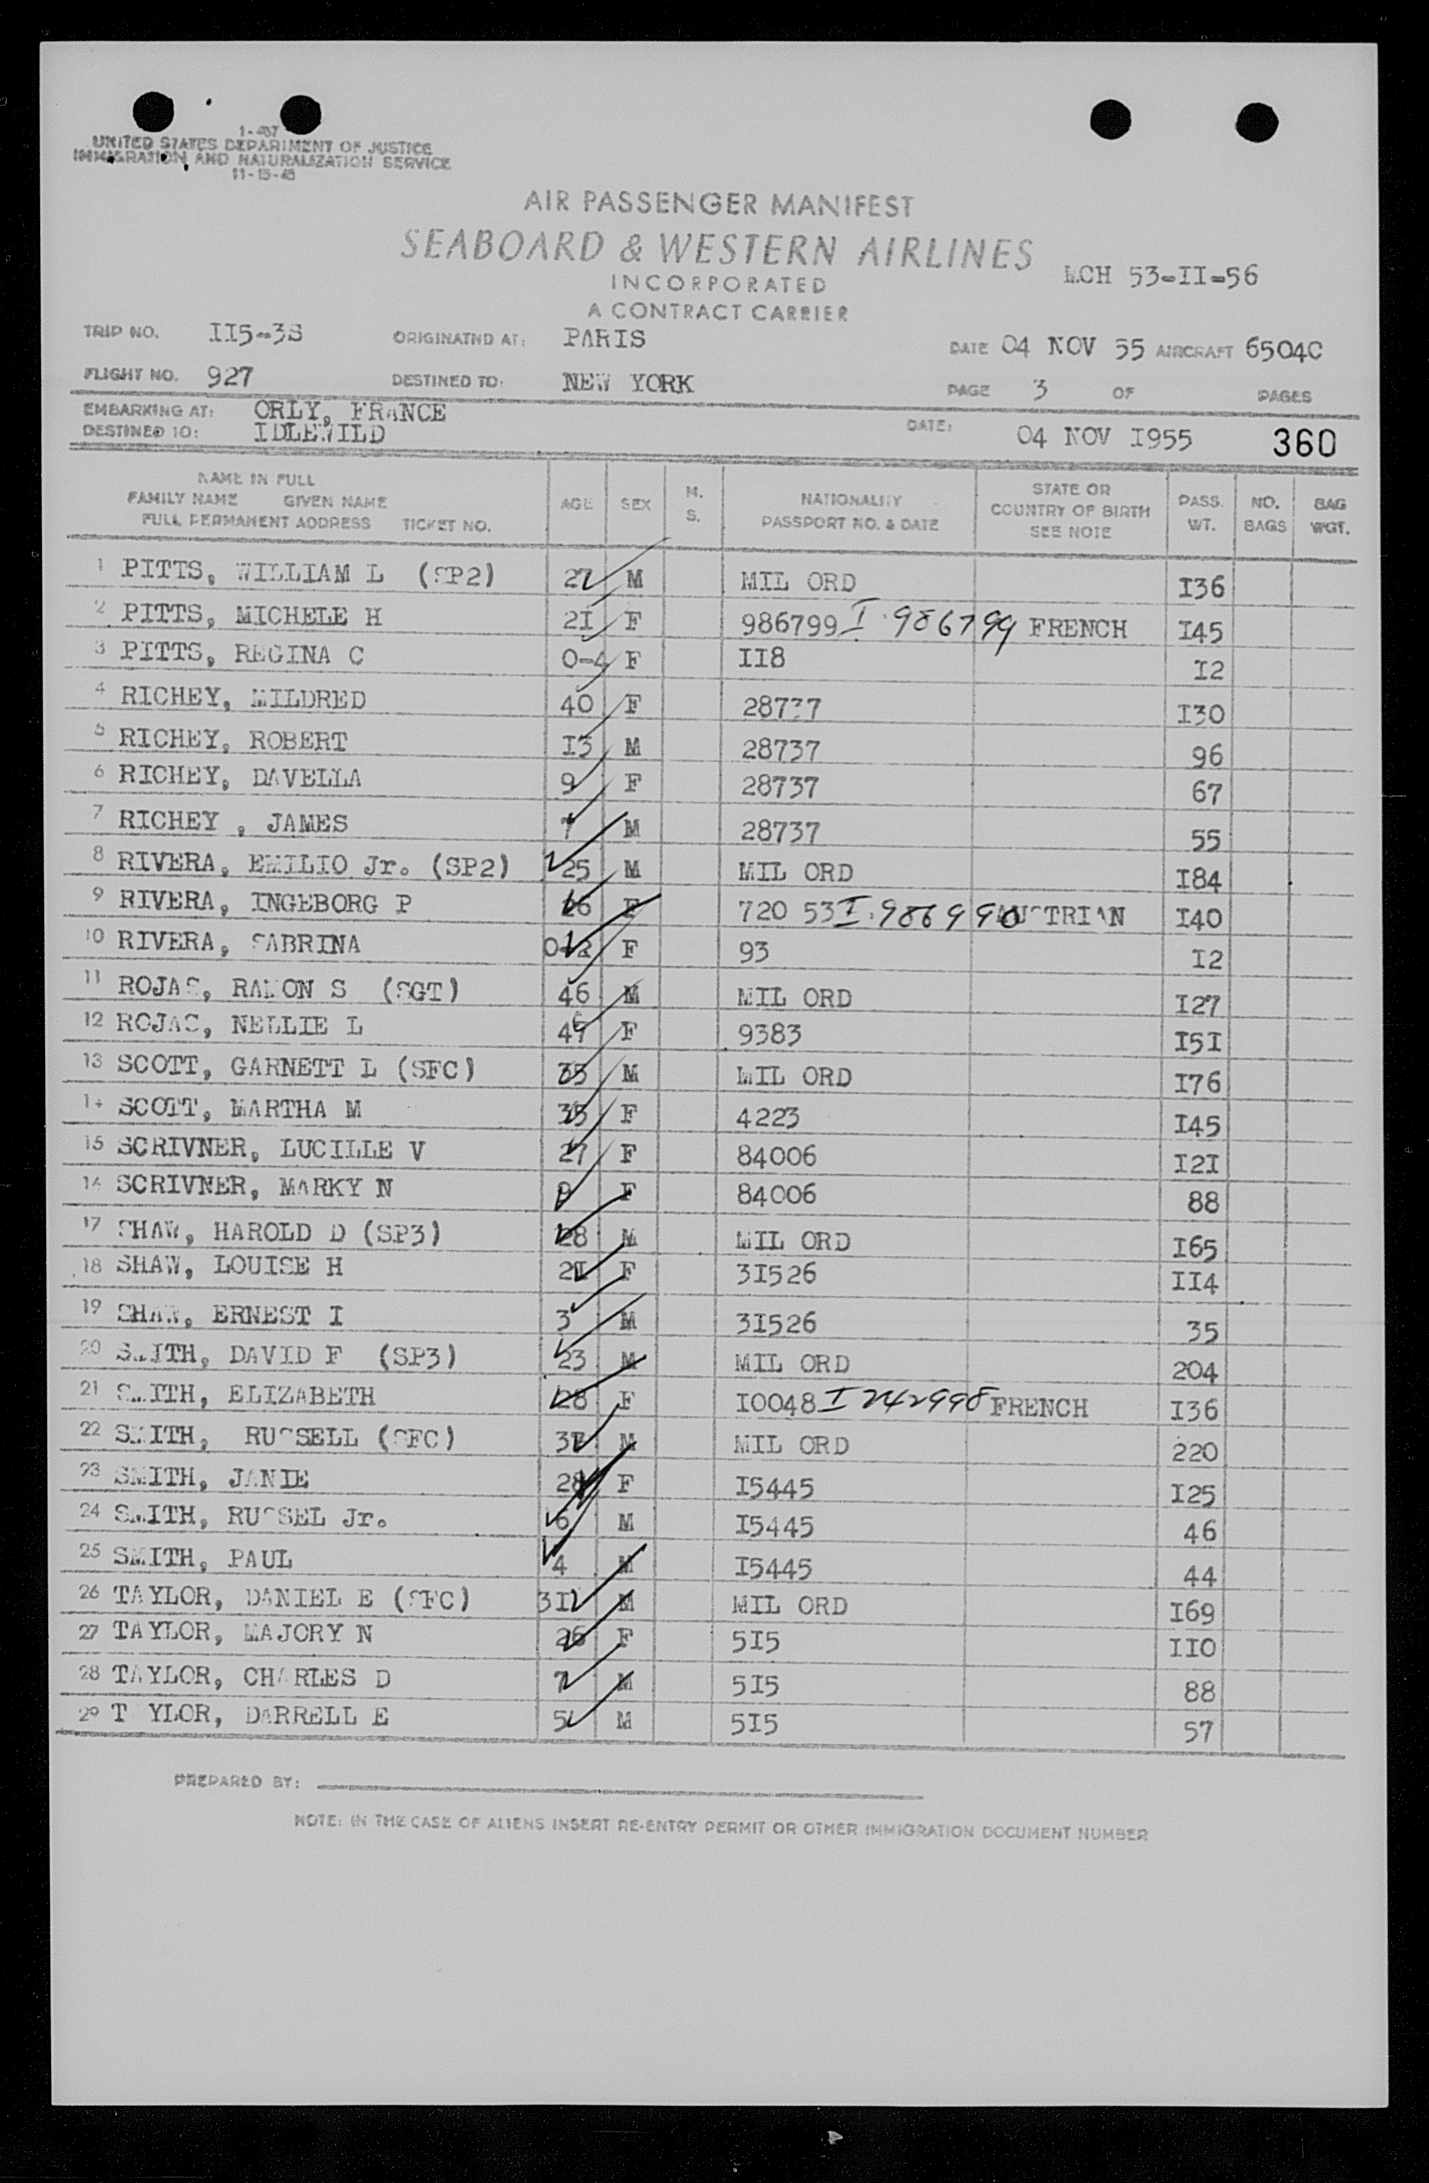 1-457
UNITED STATES DEPARTMENT OF JUSTICE
IMMIGRATION AND NATURALIZATION SERVICE
11-15-45
AIR PASSENGER MANIFEST
SEABOARD & WESTERN AIRLINES
INCORPORATED
A CONTRACT CARRIER
MCH 53-II-56
TRIP NO. II5-3S ORIGINATND AT: PARIS DATE 04 NOV 55 AIRCRAFT 6504C
FLIGHT NO. 927 DESTINED TO: NEW YORK PAGE 3 OF PAGES
EMBARKING AT: ORLY, FRANCE
DESTINED TO: IDLEWILD DATE: 04 NOV I955 360
NAME IN FULL
FAMILY NAME GIVEN NAME
FULL PERMANENT ADDRESS TICKET NO.
AGE SEX M. S. NATIONALITY PASSPORT NO. & DATE STATE OR COUNTRY OF BIRTH SEE NOTE PASS. WT. NO. BAGS BAG WGT.
1 PITTS, WILLIAM L (SP2) 27 M MIL ORD I36
2 PITTS, MICHELE H 2I F 986799 I 986799 FRENCH I45
3 PITTS, REGINA C 0-4 F II8 I2
4 RICHEY, MILDRED 40 F 28737 I30
5 RICHEY, ROBERT I3 M 28737 96
6 RICHEY, DAVELLA 9 F 28737 67
7 RICHEY , JAMES 7 M 28737 55
8 RIVERA, EMILIO Jr. (SP2) 25 M MIL ORD I84
9 RIVERA, INGEBORG P 26 F 720 53 I.986990 AUSTRIAN I40
10 RIVERA, SABRINA F 93 I2
11 ROJAS, RAMON S (SGT) 46 M MIL ORD I27
12 ROJAS, NELLIE L F 9383 I5I
13 SCOTT, GARNETT L (SFC) 35 M MIL ORD I76
14 SCOTT, MARTHA M 35 F 4223 I45
15 SCRIVNER, LUCILLE V 27 F 84006 I2I
16 SCRIVNER, MARKY N 9 F 84006 88
17 SHAW, HAROLD D (SP3) 28 M MIL ORD I65
18 SHAW, LOUISE H 2I F 3I526 II4
19 SHAW, ERNEST I 3 M 3I526 35
20 SMITH, DAVID F (SP3) 23 M MIL ORD 204
21 SMITH, ELIZABETH 28 F I0048 I 242998 FRENCH I36
22 SMITH, RUSSELL (SFC) M MIL ORD 220
23 SMITH, JANIE 28 F I5445 I25
24 SMITH, RUSSEL Jr. 6 M I5445 46
25 SMITH, PAUL 4 M I5445 44
26 TAYLOR, DANIEL E (SFC) 3I M MIL ORD I69
27 TAYLOR, MAJORY N 26 F 5I5 II0
28 TAYLOR, CHARLES D 7 M 5I5 88
29 T YLOR, DARRELL E 5 M 5I5 57
PREPARED BY:
NOTE: IN THE CASE OF ALIENS INSERT RE-ENTRY PERMIT OR OTHER IMMIGRATION DOCUMENT NUMBER